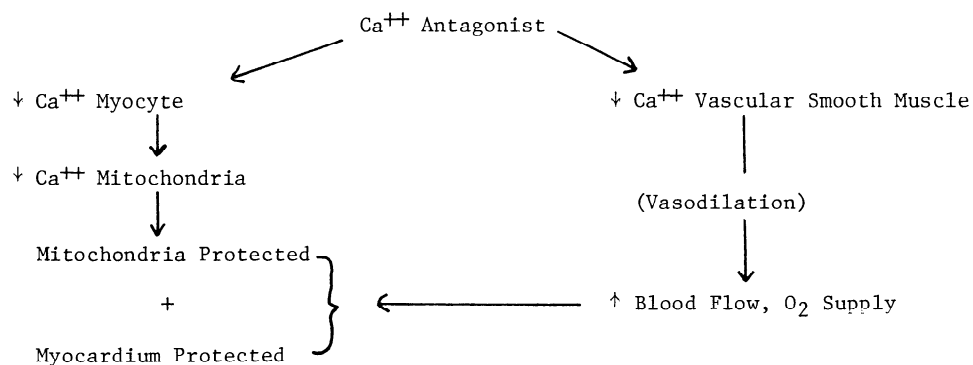 Ca++ Antagonist
↓ Ca++ Myocyte
↓ Ca++ Vascular Smooth Muscle
↓ Ca++ Mitochondria
(Vasodilation)
Mitochondria Protected
+
↑ Blood Flow, O2 Supply
Myocardium Protected